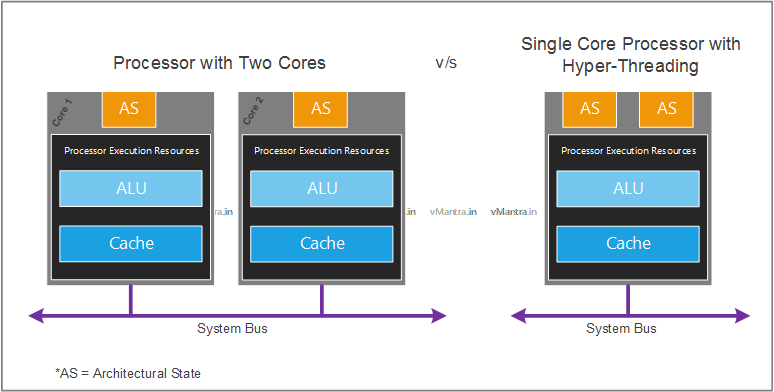 Processor with Two Cores
v/s
Single Core Processor with
Hyper-Threading
Core 1
AS
Core 2
AS
AS
AS
Processor Execution Resources
Processor Execution Resources
Processor Execution Resources
ALU
ALU
ALU
ra.in
.in
vMantra.in
vMantra.in
Cache
Cache
Cache
System Bus
System Bus
*AS = Architectural State